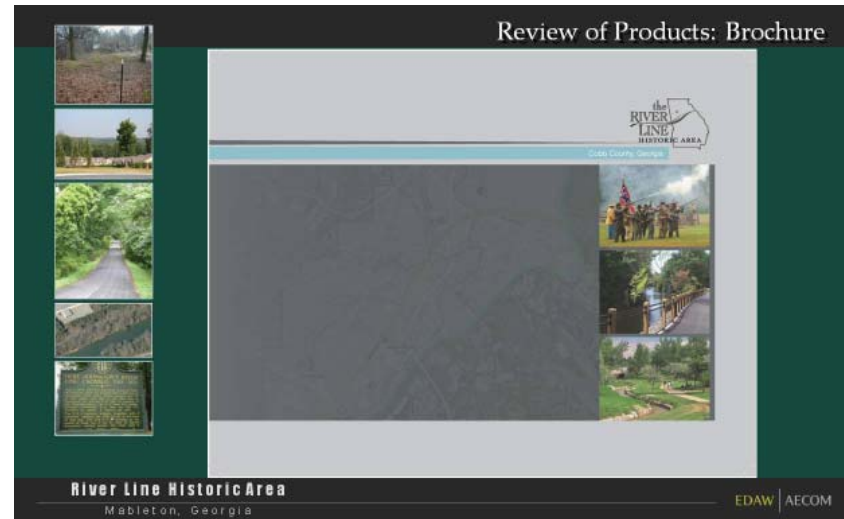 Review of Products: Brochure
the
RIVER
LINE
HISTORIC AREA
Cobb County, Georgia
River Line Historic Area
Mableton, Georgia
EDAW | AECOM